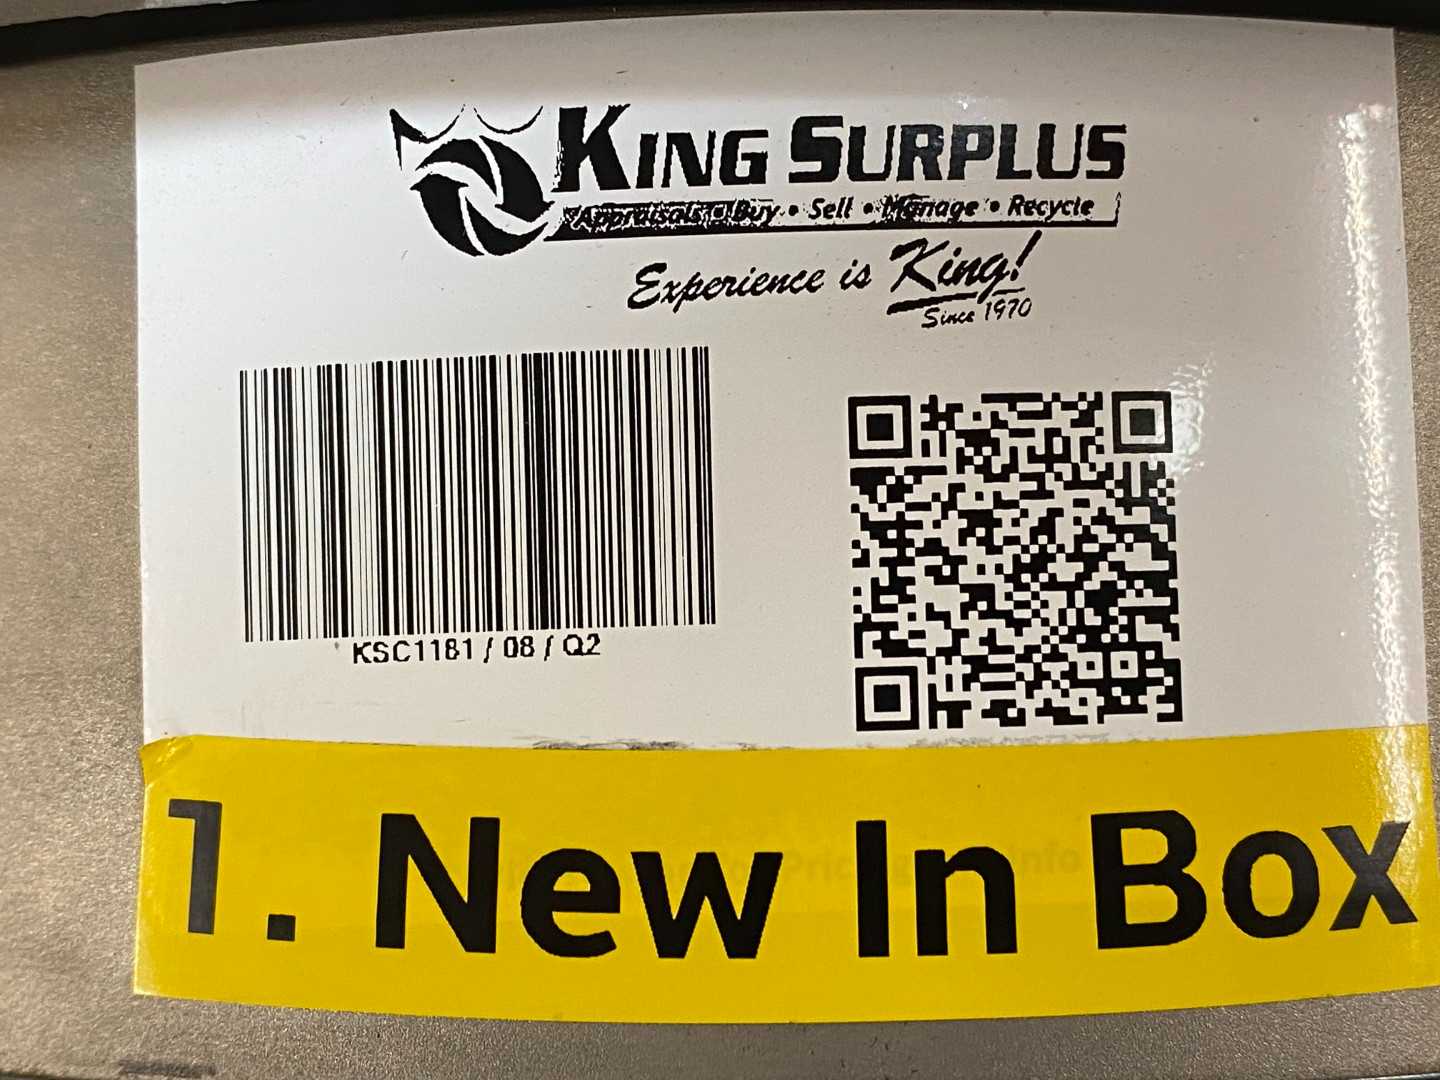 KING SURPLUS
Appraisals • Buy • Sell • Manage • Recycle
Experience is King!
Since 1970
KSC1181 / 08 / Q2
1. New In Box